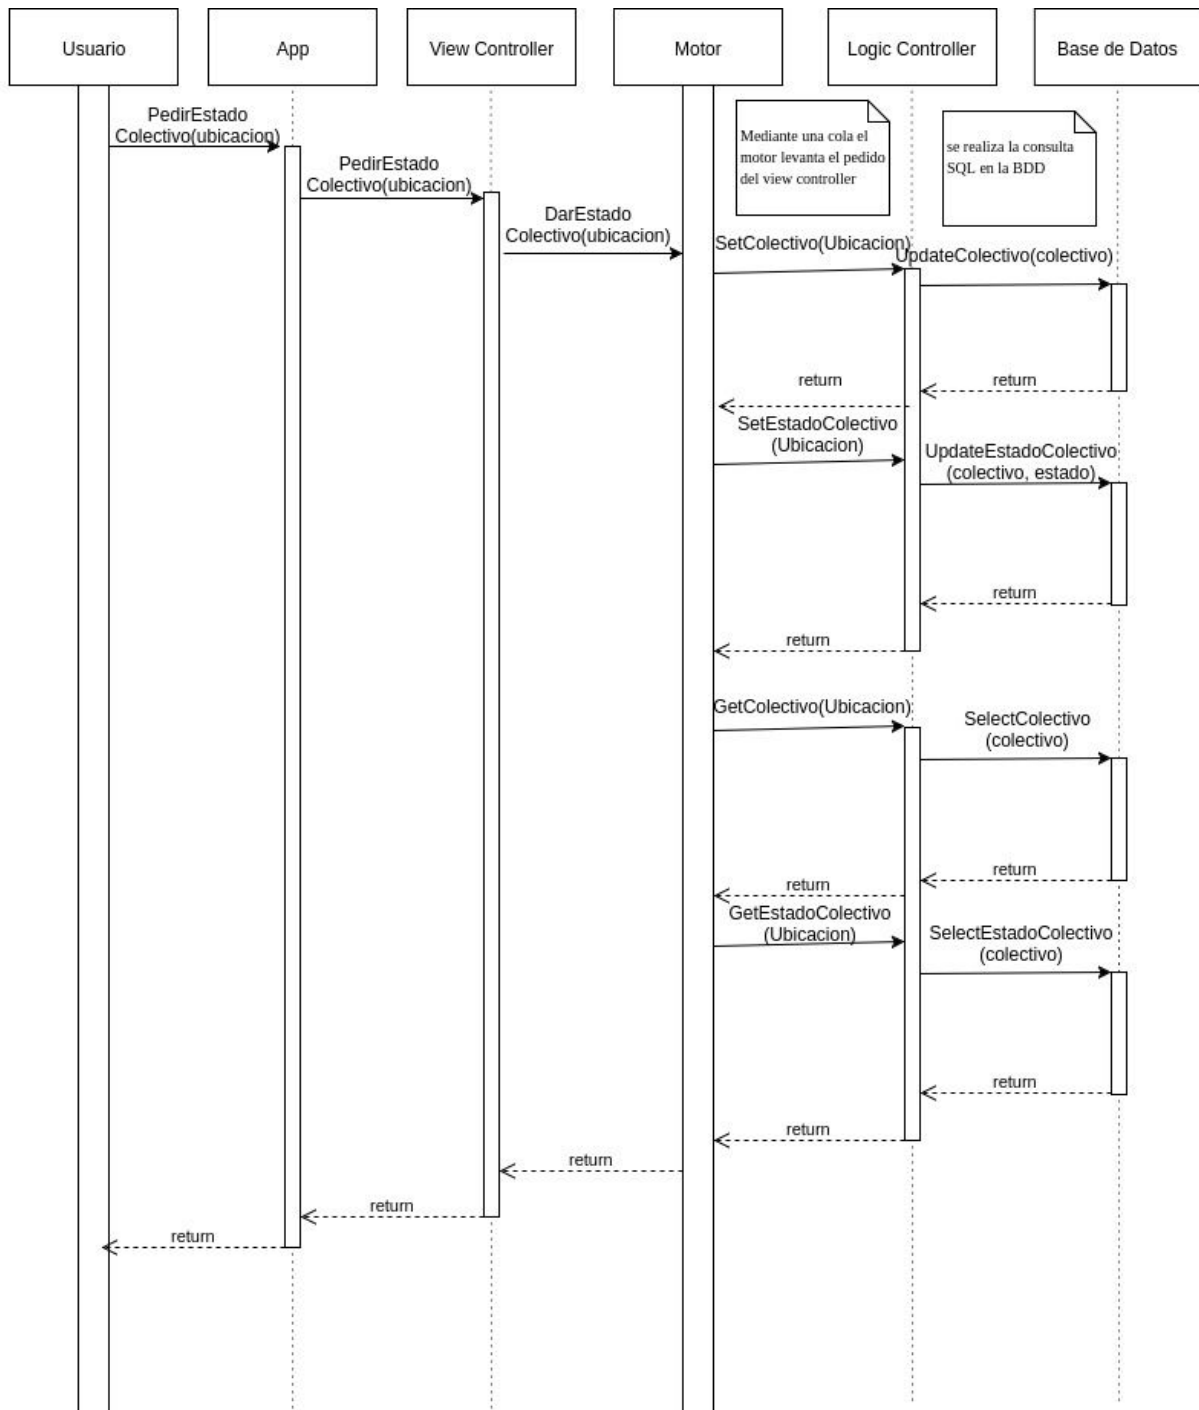 Usuario
App
View Controller
Motor
Logic Controller
Base de Datos
PedirEstado
Colectivo(ubicacion)
Mediante una cola el
motor levanta el pedido
del view controller
se realiza la consulta
SQL en la BDD
PedirEstado
Colectivo(ubicacion)
DarEstado
Colectivo(ubicacion)
SetColectivo(Ubicacion)
UpdateColectivo(colectivo)
return
return
SetEstadoColectivo
(Ubicacion)
UpdateEstadoColectivo
(colectivo, estado)
return
return
GetColectivo(Ubicacion)
SelectColectivo
(colectivo)
return
return
GetEstadoColectivo
(Ubicacion)
SelectEstadoColectivo
(colectivo)
return
return
return
return
return